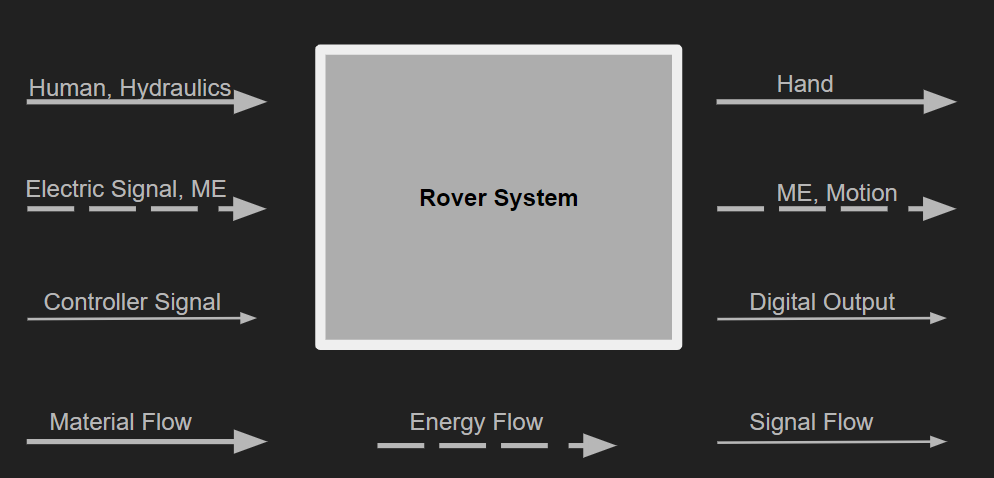 Human, Hydraulics
Hand
Electric Signal, ME
Rover System
ME, Motion
Controller Signal
Digital Output
Material Flow
Energy Flow
Signal Flow